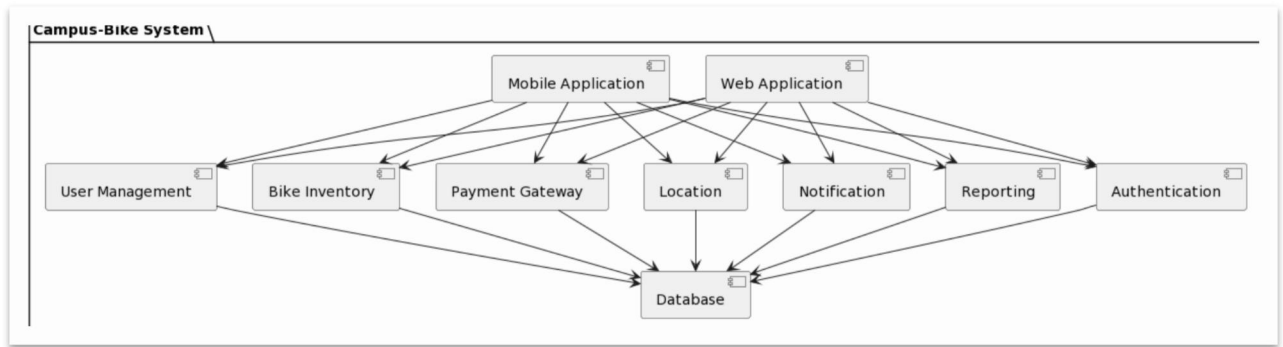 Campus-Bike System
Mobile Application
Web Application
User Management
Bike Inventory
Payment Gateway
Location
Notification
Reporting
Authentication
Database